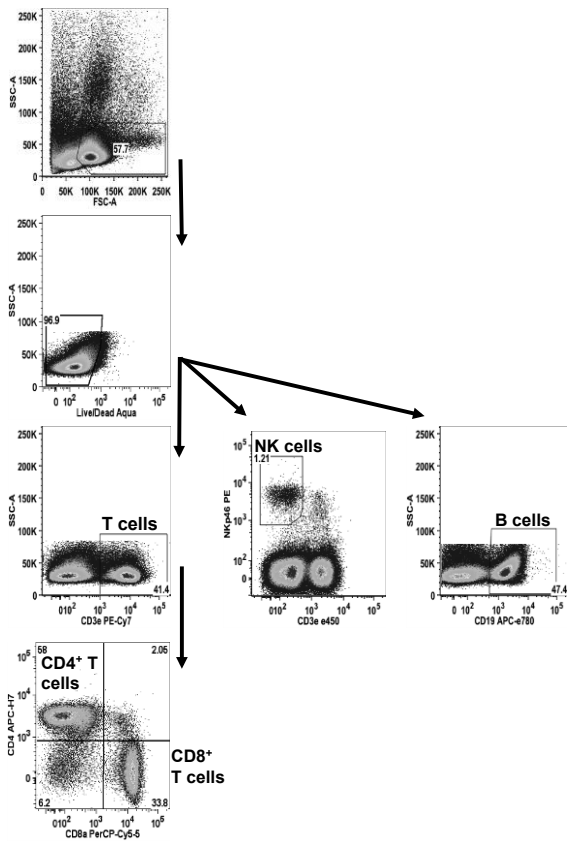 SSC-A
250K
200K
150K
100K
50K
0
57.7
0 50K 100K 150K 200K 250K
FSC-A
SSC-A
250K
200K
150K
100K
50K
0
96.9
0 10² 10³ 10⁴ 10⁵
Live/Dead Aqua
SSC-A
250K
200K
150K
100K
50K
0
T cells
41.4
0 10² 10³ 10⁴ 10⁵
CD3e PE-Cy7
NKp46 PE
10⁵
10⁴
10³
10²
0
NK cells
1.21
0 10² 10³ 10⁴ 10⁵
CD3e e450
SSC-A
250K
200K
150K
100K
50K
0
B cells
47.4
0 10² 10³ 10⁴ 10⁵
CD19 APC-e780
CD4 APC-H7
10⁵
10⁴
10³
0
58
2.05
CD4⁺ T
cells
CD8⁺
T cells
6.2
33.8
0 10² 10³ 10⁴ 10⁵
CD8a PerCP-Cy5-5